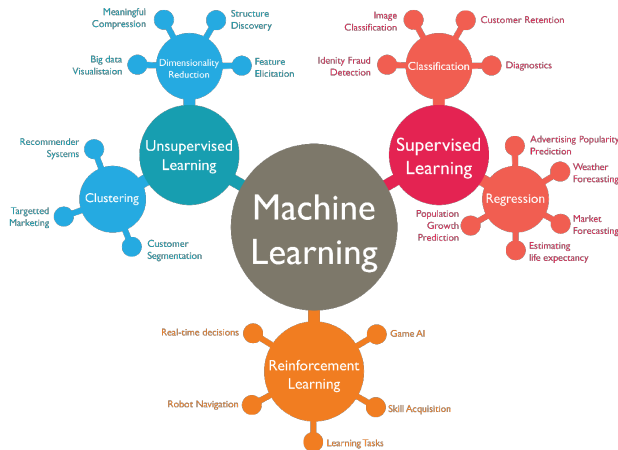 Meaningful
Compression
Structure
Discovery
Big data
Visualistaion
Dimensionality
Reduction
Feature
Elicitation
Unsupervised
Learning
Recommender
Systems
Clustering
Targetted
Marketing
Customer
Segmentation
Machine
Learning
Image
Classification
Customer Retention
Idenity Fraud
Detection
Classification
Diagnostics
Supervised
Learning
Advertising Popularity
Prediction
Weather
Forecasting
Regression
Population
Growth
Prediction
Market
Forecasting
Estimating
life expectancy
Real-time decisions
Game AI
Reinforcement
Learning
Robot Navigation
Skill Acquisition
Learning Tasks